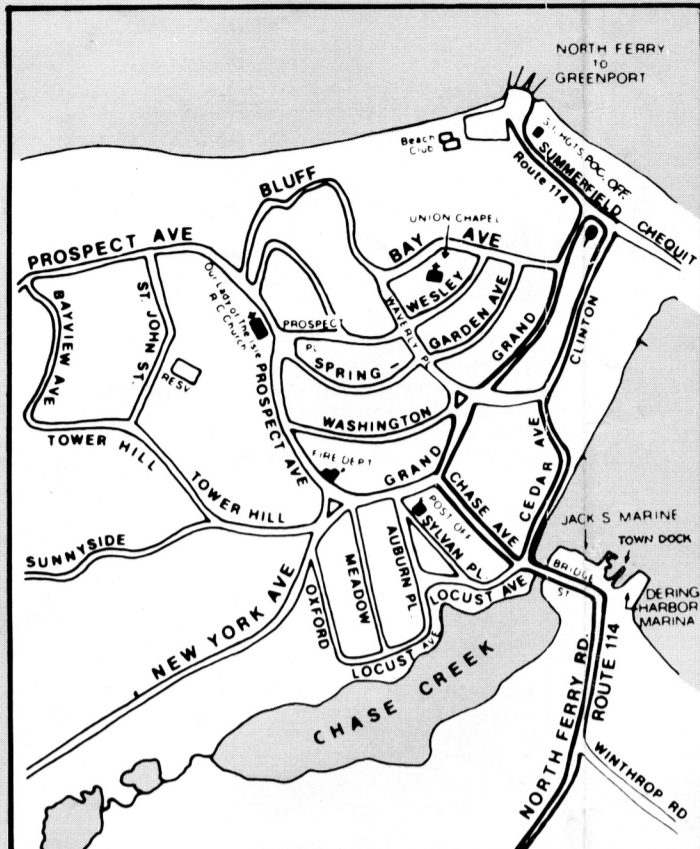 NORTH FERRY
TO
GREENPORT
Beach
Club
S.I. HGTS. POC. OFF.
SUMMERFIELD
Route 114
CHEQUIT
BLUFF
UNION CHAPEL
PROSPECT AVE
BAY AVE
WESLEY
GARDEN AVE
WAVERLY PL
GRAND
CLINTON
BAYVIEW AVE
ST. JOHN ST.
RESV
Our Lady of The Isle
R C Church
PROSPECT
PL
SPRING
PROSPECT AVE
WASHINGTON
CEDAR AVE
TOWER HILL
FIRE DEPT
GRAND
CHASE AVE
TOWER HILL
POST OFF
SYLVAN PL.
JACK S MARINE
TOWN DOCK
SUNNYSIDE
AUBURN PL
MEADOW
OXFORD
BRIDGE
ST
DERING
HARBOR
MARINA
NEW YORK AVE
LOCUST AVE
LOCUST AVE
CHASE CREEK
NORTH FERRY RD.
ROUTE 114
WINTHROP RD